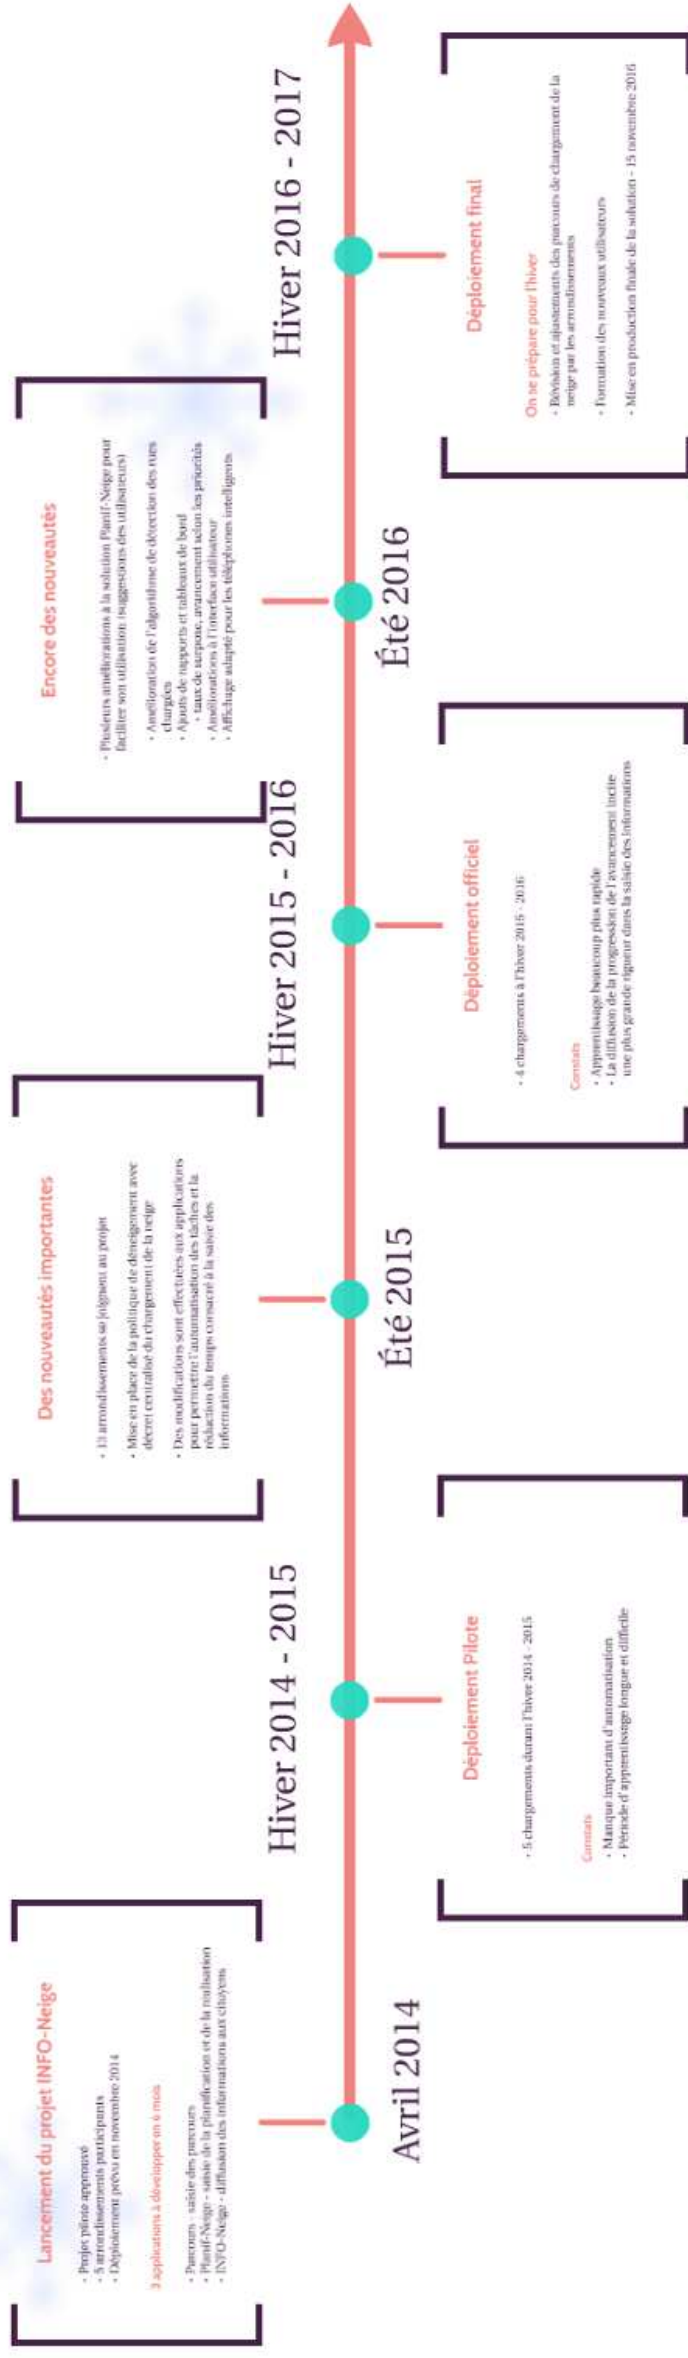 Lancement du projet INFO-Neige
• Projet pilote approuvé
• 5 arrondissements participants
• Déploiement prévu en novembre 2014
3 applications à développer en 6 mois
• Parcours - saisie des parcours
• Planif-Neige - saisie de la planification et de la réalisation
• INFO-Neige - diffusion des informations aux citoyens
Avril 2014
Hiver 2014 - 2015
Déploiement Pilote
• 5 chargements durant l'hiver 2014 - 2015
Constats
• Manque important d'automatisation
• Période d'apprentissage longue et difficile
Des nouveautés importantes
• 13 arrondissements se joignent au projet
• Mise en place de la politique de déneigement avec
décret centralisé du chargement de la neige
• Des modifications sont effectuées aux applications
pour permettre l'automatisation des tâches et la
réduction du temps consacré à la saisie des
informations
Été 2015
Hiver 2015 - 2016
Déploiement officiel
• 4 chargements à l'hiver 2015 - 2016
Constats
• Apprentissage beaucoup plus rapide
• La diffusion de la progression de l'avancement incite
une plus grande rigueur dans la saisie des informations
Encore des nouveautés
• Plusieurs améliorations à la solution Planif-Neige pour
faciliter son utilisation (suggestions des utilisateurs)
• Amélioration de l'algorithme de détection des rues
chargées
• Ajouts de rapports et tableaux de bord
• taux de surpose, avancement selon les priorités
• Améliorations à l'interface utilisateur
• Affichage adapté pour les téléphones intelligents
Été 2016
Hiver 2016 - 2017
Déploiement final
On se prépare pour l'hiver
• Révision et ajustements des parcours de chargement de la
neige par les arrondissements
• Formation des nouveaux utilisateurs
• Mise en production finale de la solution - 15 novembre 2016